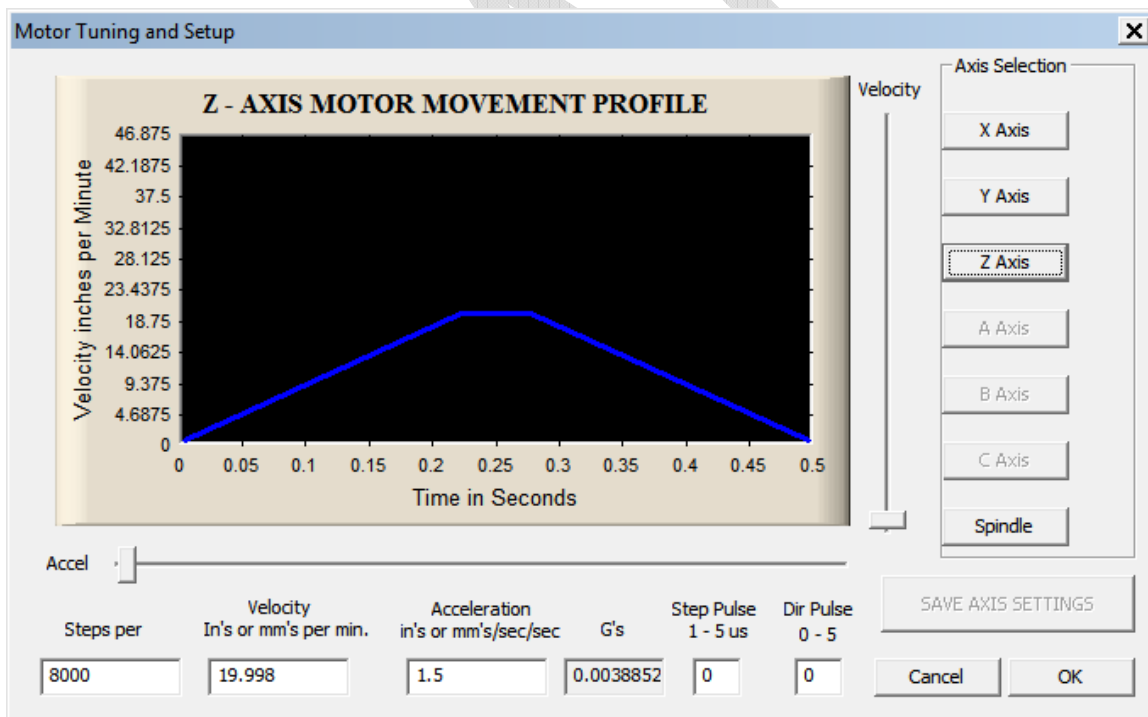 Motor Tuning and Setup
Axis Selection
Z - AXIS MOTOR MOVEMENT PROFILE
Velocity
Velocity inches per Minute
46.875
42.1875
37.5
32.8125
28.125
23.4375
18.75
14.0625
9.375
4.6875
0
0 0.05 0.1 0.15 0.2 0.25 0.3 0.35 0.4 0.45 0.5
Time in Seconds
X Axis
Y Axis
Z Axis
A Axis
B Axis
C Axis
Spindle
Accel
SAVE AXIS SETTINGS
Steps per
Velocity
In's or mm's per min.
Acceleration
in's or mm's/sec/sec
G's
Step Pulse
1 - 5 us
Dir Pulse
0 - 5
8000 19.998 1.5 0.0038852 0 0
Cancel OK